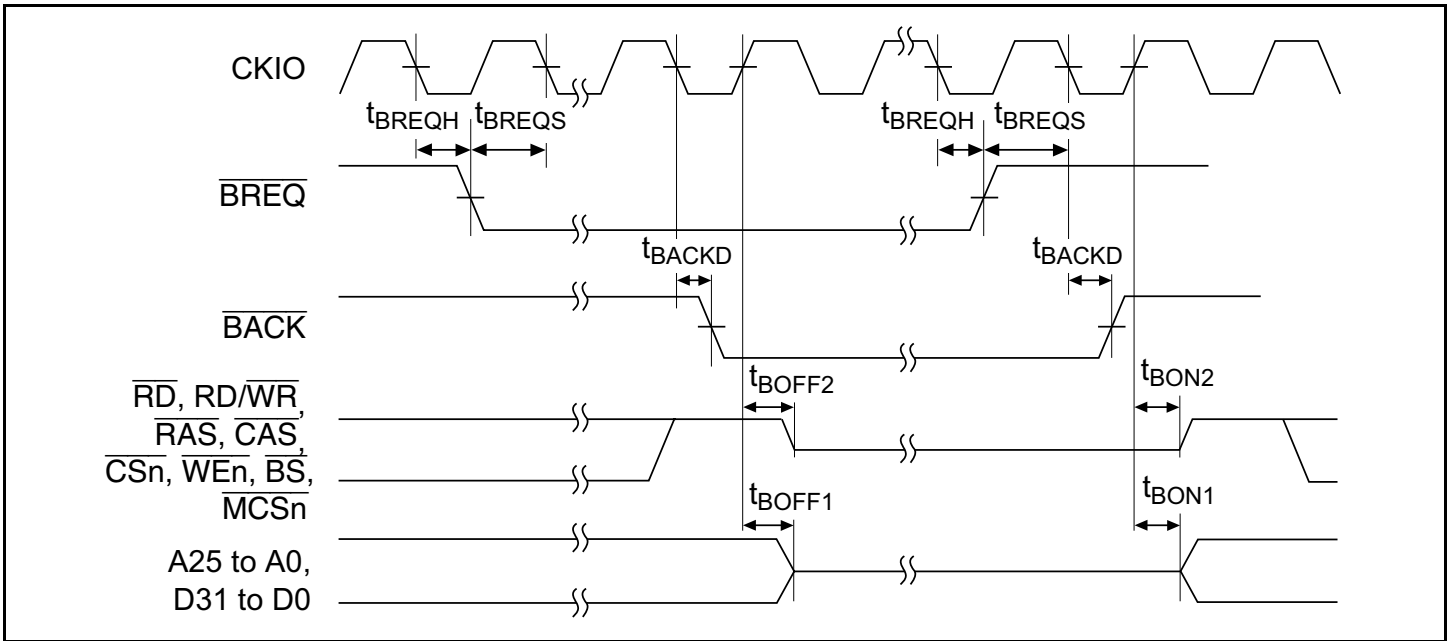 CKIO
tBREQH tBREQS tBREQH tBREQS
BREQ
tBACKD tBACKD
BACK
tBOFF2 tBON2
RD, RD/WR,
RAS, CAS,
CSn, WEn, BS,
MCSn
tBOFF1 tBON1
A25 to A0,
D31 to D0